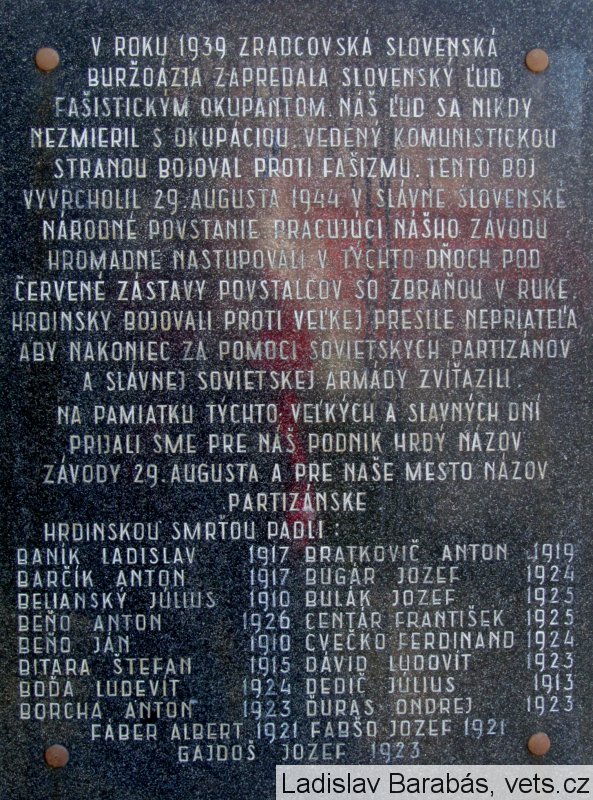 V ROKU 1939 ZRADCOVSKÁ SLOVENSKÁ
BURŽOÁZIA ZAPREDALA SLOVENSKÝ ĽUD
FAŠISTICKÝM OKUPANTOM. NÁŠ ĽUD SA NIKDY
NEZMIERIL S OKUPÁCIOU. VEDENÝ KOMUNISTICKOU
STRANOU BOJOVAL PROTI FAŠIZMU. TENTO BOJ
VYVRCHOLIL 29. AUGUSTA 1944 V SLÁVNE SLOVENSKÉ
NÁRODNÉ POVSTANIE PRACUJÚCI NÁŠHO ZÁVODU
HROMADNE NASTUPOVALI V TÝCHTO DŇOCH POD
ČERVENÉ ZÁSTAVY POVSTALCOV SO ZBRAŇOU V RUKE.
HRDINSKY BOJOVALI PROTI VEĽKEJ PRESILE NEPRIATEĽA,
ABY NAKONIEC ZA POMOCI SOVIETSKYCH PARTIZÁNOV
A SLÁVNEJ SOVIETSKEJ ARMÁDY ZVÍŤAZILI.
NA PAMIATKU TÝCHTO VEĽKÝCH A SLAVNÝCH DNÍ
PRIJALI SME PRE NÁŠ PODNIK HRDÝ NÁZOV
ZÁVODY 29. AUGUSTA A PRE NAŠE MESTO NÁZOV
PARTIZÁNSKE
HRDINSKOU SMRŤOU PADLI:
BANÍK LADISLAV 1917 BRATKOVIČ ANTON 1919
BARČÍK ANTON 1917 BUGÁR JOZEF 1924
BELIANSKÝ JÚLIUS 1910 BULÁK JOZEF 1925
BEŇO ANTON 1926 CENTÁR FRANTIŠEK 1925
BEŇO JÁN 1910 CVEČKO FERDINAND 1924
BITARA ŠTEFAN 1915 DÁVID ĽUDOVÍT 1923
BOĎA ĽUDEVÍT 1924 DEDIČ JÚLIUS 1913
BORCHA ANTON 1923 ĎURAS ONDREJ 1923
FÁBER ALBERT 1921 FABŠO JOZEF 1921
GAJDOŠ JOZEF 1923
Ladislav Barabás, vets.cz